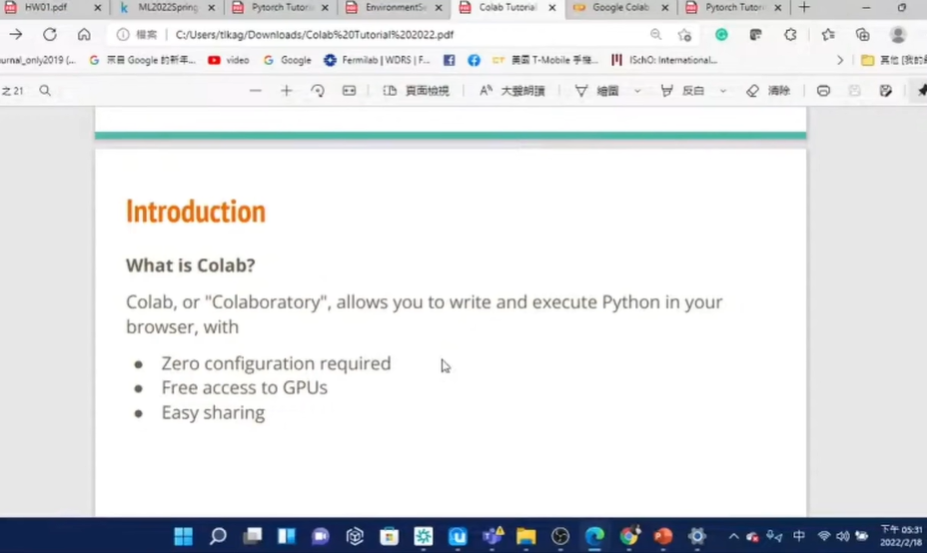 HW01.pdf
ML2022Spring
Pytorch Tutori
EnvironmentSe
Colab Tutorial
Google Colab
Pytorch Tutor
檔案
C:/Users/tlkag/Downloads/Colab%20Tutorial%202022.pdf
urnal_only2019 (...
來自 Google 的新年...
video
Google
Fermilab | WDRS | F...
美國 T-Mobile 手機...
ISchO: International...
其他 [我的
之 21
頁面檢視
大聲朗讀
繪圖
反白
清除
Introduction
What is Colab?
Colab, or "Colaboratory", allows you to write and execute Python in your
browser, with
● Zero configuration required
● Free access to GPUs
● Easy sharing
中
下午 05:31
2022/2/18